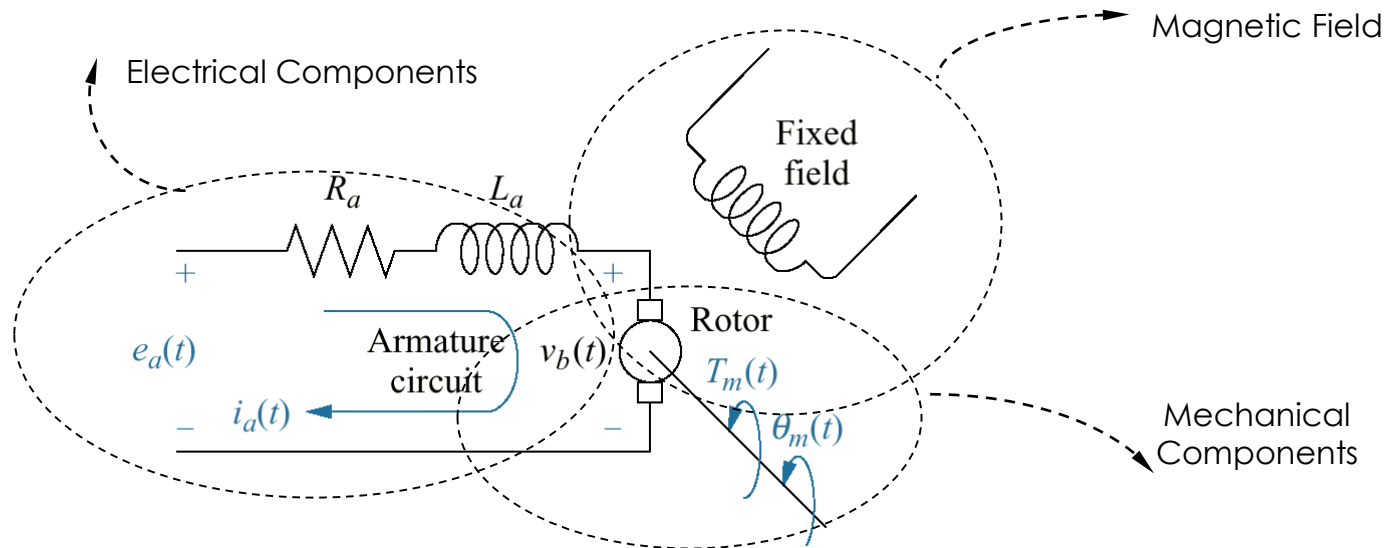 Magnetic Field
Electrical Components
Fixed
field
R_a
L_a
+
+
Rotor
Armature
circuit
e_a(t)
v_b(t)
T_m(t)
i_a(t)
θ_m(t)
−
−
Mechanical
Components